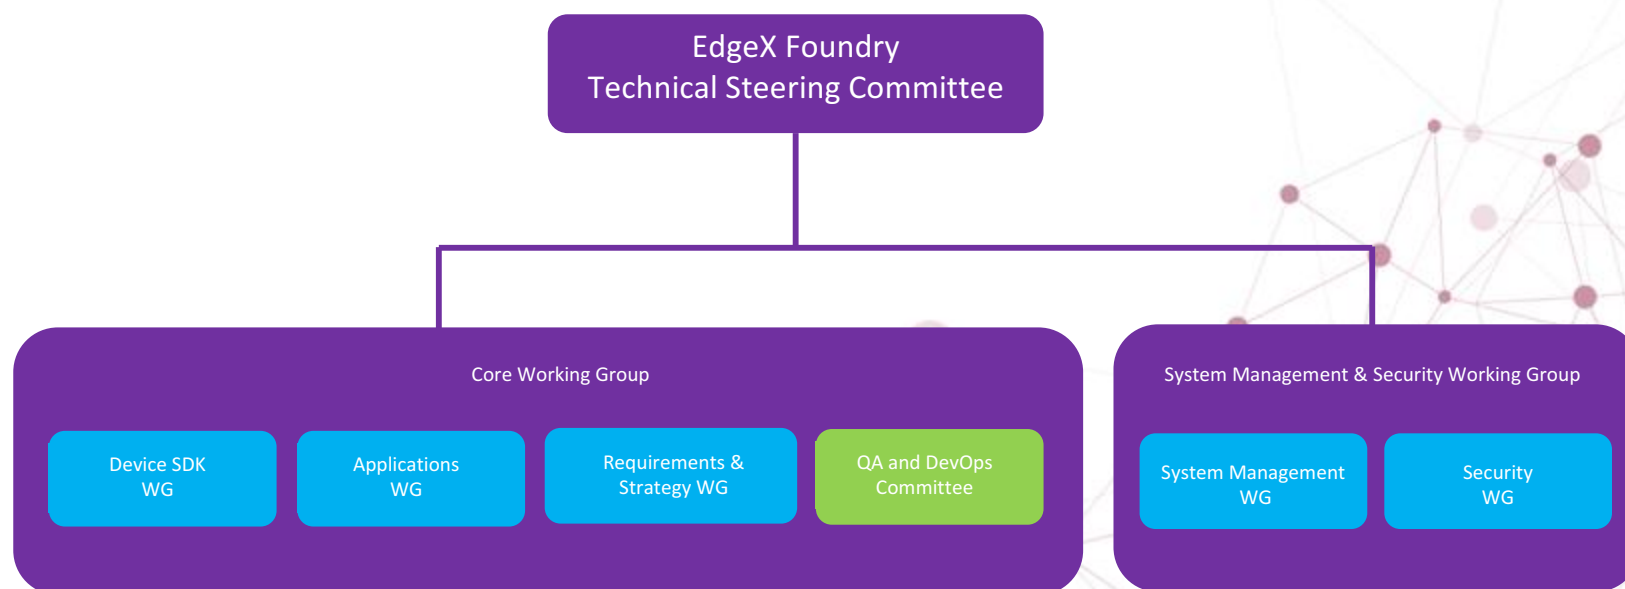 EdgeX Foundry
Technical Steering Committee
Core Working Group
Device SDK
WG
Applications
WG
Requirements &
Strategy WG
QA and DevOps
Committee
System Management & Security Working Group
System Management
WG
Security
WG